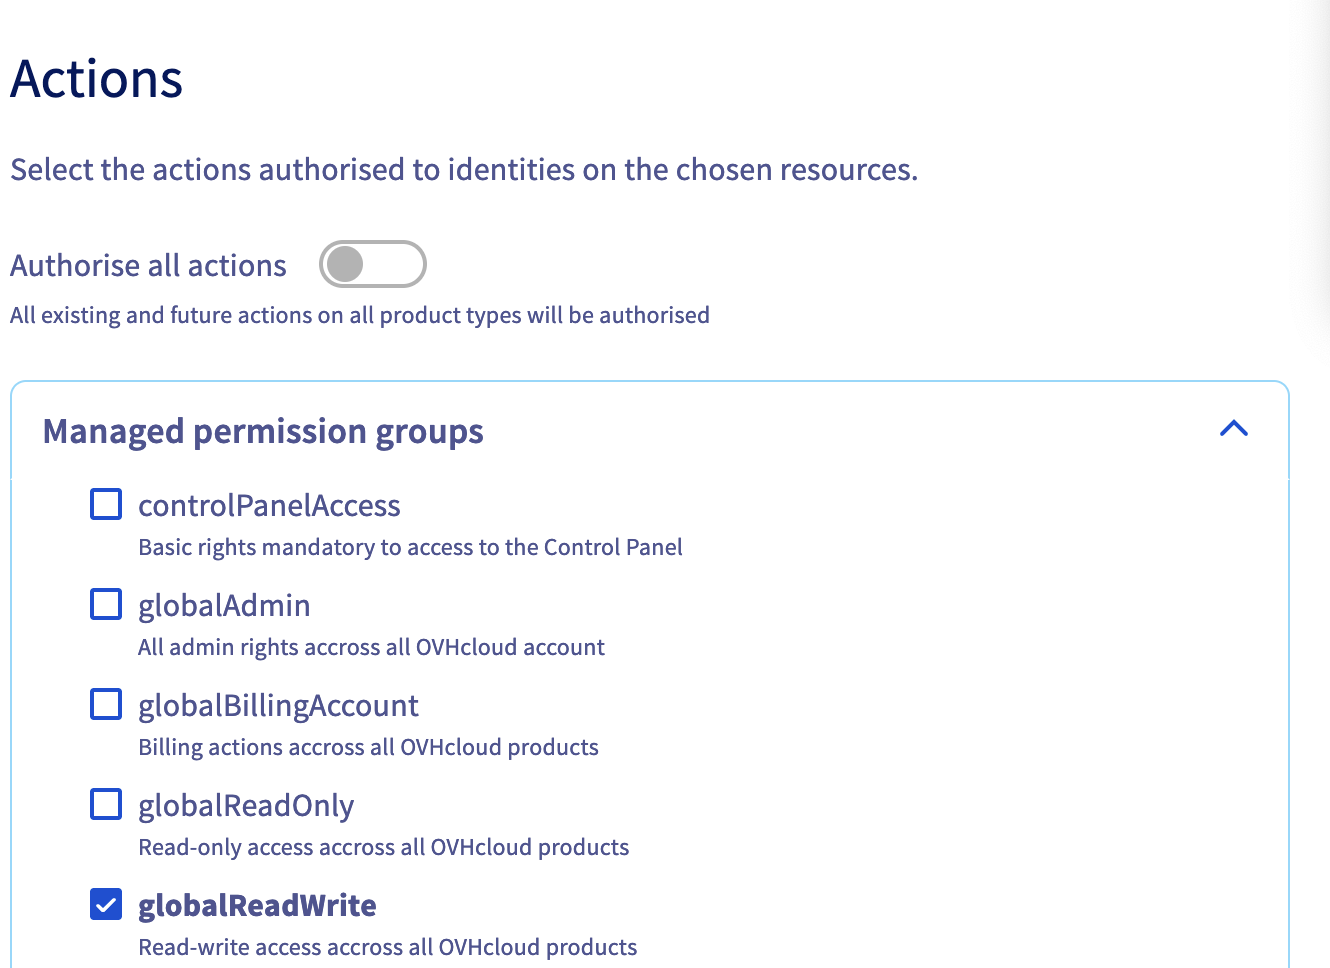 Actions
Select the actions authorised to identities on the chosen resources.
Authorise all actions
All existing and future actions on all product types will be authorised
Managed permission groups
controlPanelAccess
Basic rights mandatory to access to the Control Panel
globalAdmin
All admin rights accross all OVHcloud account
globalBillingAccount
Billing actions accross all OVHcloud products
globalReadOnly
Read-only access accross all OVHcloud products
globalReadWrite
Read-write access accross all OVHcloud products